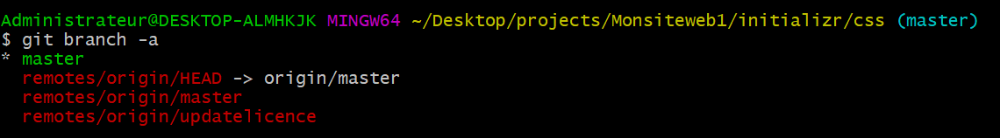 Administrateur@DESKTOP-ALMHKJK MINGW64 ~/Desktop/projects/Monsiteweb1/initializr/css (master)
$ git branch -a
* master
  remotes/origin/HEAD -> origin/master
  remotes/origin/master
  remotes/origin/updatelicence